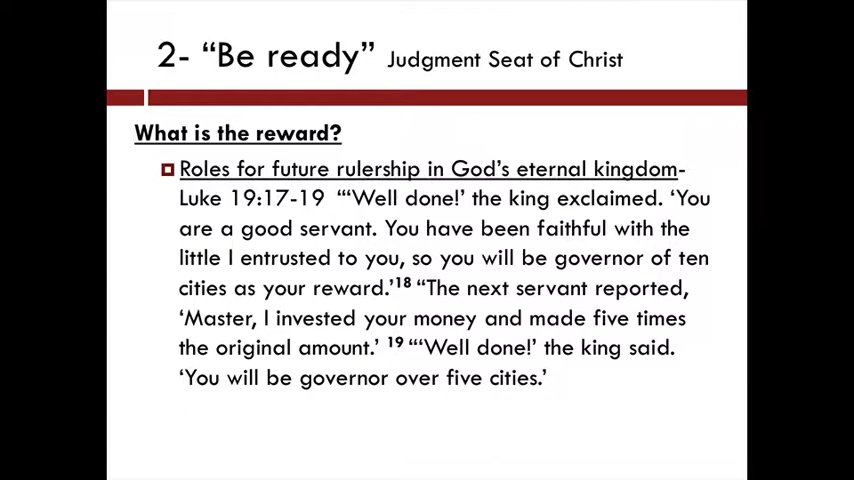 2- “Be ready” Judgment Seat of Christ
What is the reward?
Roles for future rulership in God’s eternal kingdom-
Luke 19:17-19 “‘Well done!’ the king exclaimed. ‘You
are a good servant. You have been faithful with the
little I entrusted to you, so you will be governor of ten
cities as your reward.’18 “The next servant reported,
‘Master, I invested your money and made five times
the original amount.’ 19 “‘Well done!’ the king said.
‘You will be governor over five cities.’